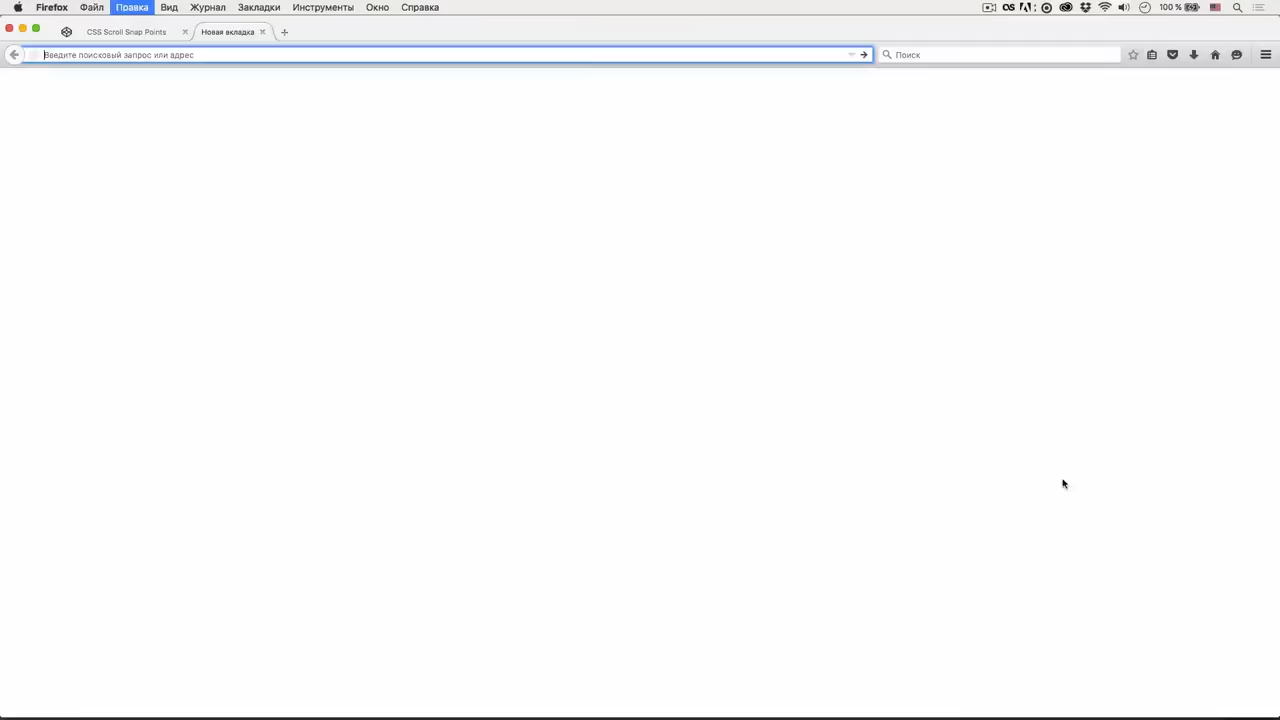 Firefox Файл Правка Вид Журнал Закладки Инструменты Окно Справка 100 %
CSS Scroll Snap Points Новая вкладка
Введите поисковый запрос или адрес Поиск